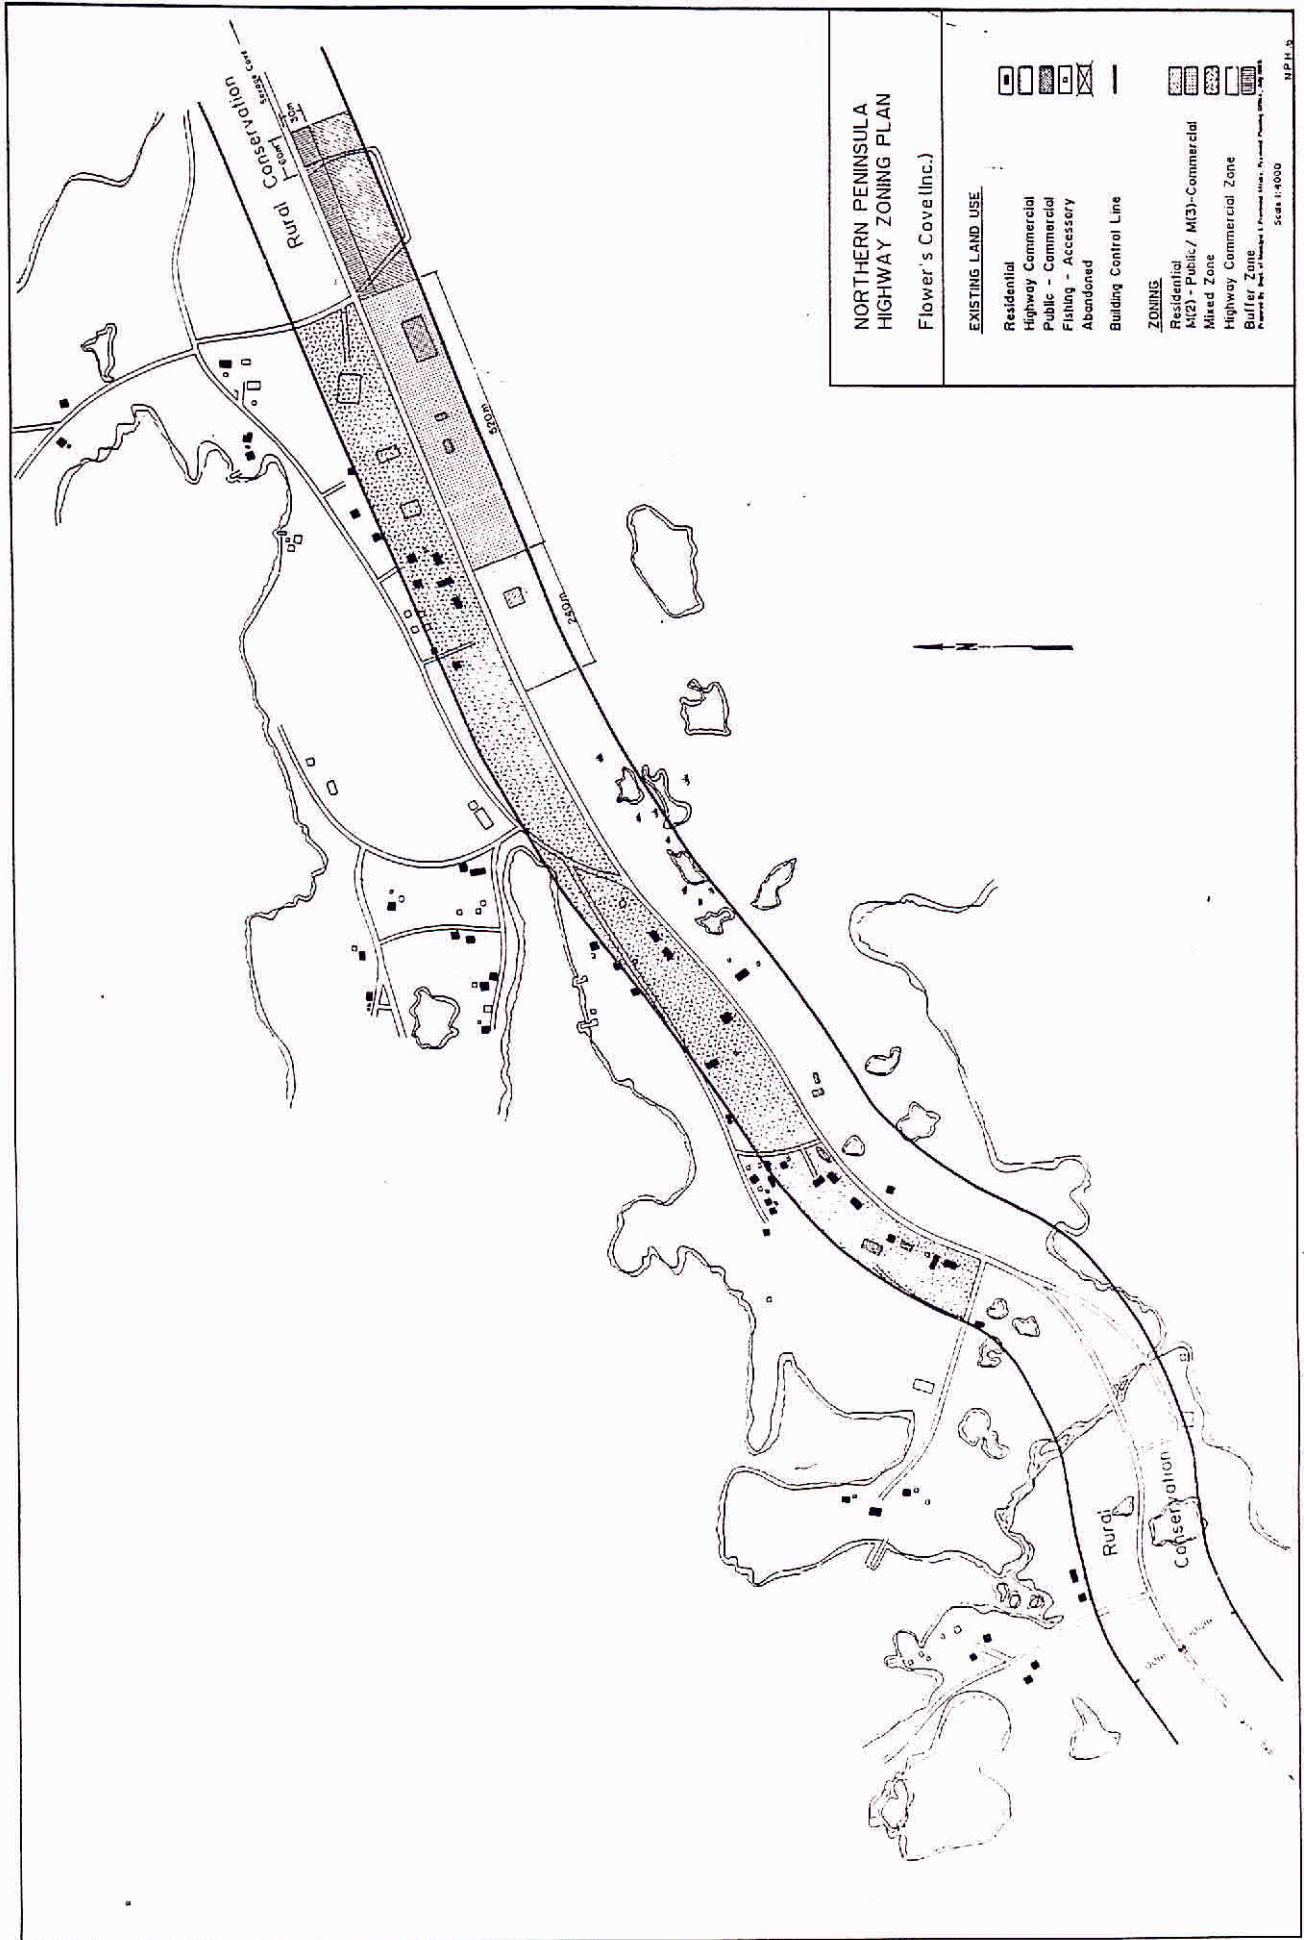 NORTHERN PENINSULA
HIGHWAY ZONING PLAN
Flower's Cove(Inc.)
EXISTING LAND USE
Residential
Highway Commercial
Public - Commercial
Fishing - Accessory
Abandoned
Building Control Line
ZONING
Residential
M(2) - Public/ M(3)-Commercial
Mixed Zone
Highway Commercial Zone
Buffer Zone
Scale 1:4000
Rural Conservation
Savage Cove
30m
520m
250m
N
Rural
Conservation